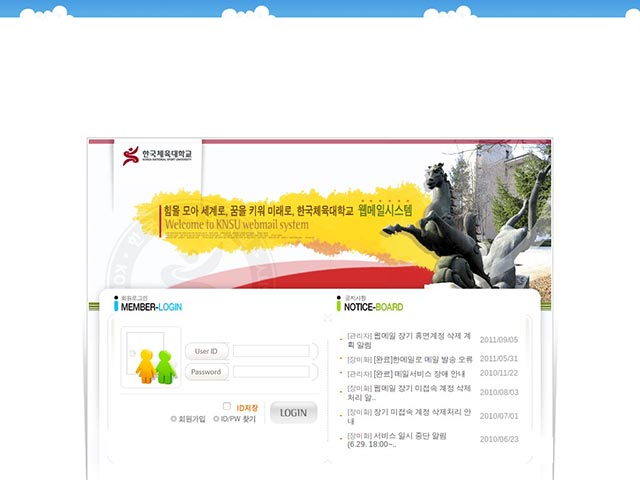 한국체육대학교
KOREA NATIONAL SPORT UNIVERSITY
힘을 모아 세계로, 꿈을 키워 미래로, 한국체육대학교 웹메일시스템
Welcome to KNSU webmail system
회원로그인
MEMBER-LOGIN
User ID
Password
ID저장
LOGIN
회원가입 ID/PW 찾기
공지사항
NOTICE-BOARD
[관리자] 웹메일 장기 휴면계정 삭제 계
획 알림 2011/09/05
[장미화] [완료]한메일로 메일 발송 오류 2011/05/31
[관리자] 메일서비스 장애 안내 2010/11/22
[장미화] 웹메일 장기 미접속 계정 삭제
처리 알.. 2010/08/03
[장미화] 장기 미접속 계정 삭제처리 안
내 2010/07/01
[장미화] 서비스 일시 중단 알림
(6.29. 18:00~.. 2010/06/23